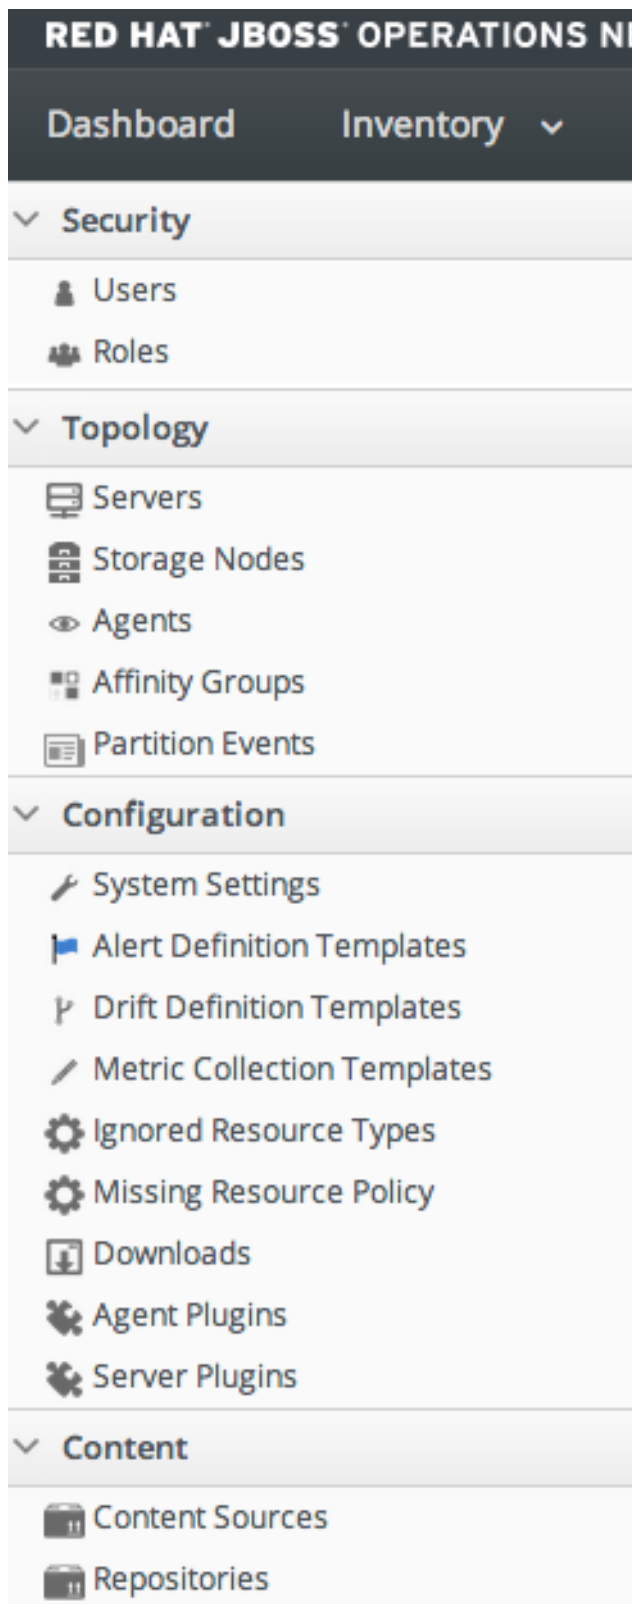 RED HAT JBOSS OPERATIONS
Dashboard Inventory
Security
Users
Roles
Topology
Servers
Storage Nodes
Agents
Affinity Groups
Partition Events
Configuration
System Settings
Alert Definition Templates
Drift Definition Templates
Metric Collection Templates
Ignored Resource Types
Missing Resource Policy
Downloads
Agent Plugins
Server Plugins
Content
Content Sources
Repositories